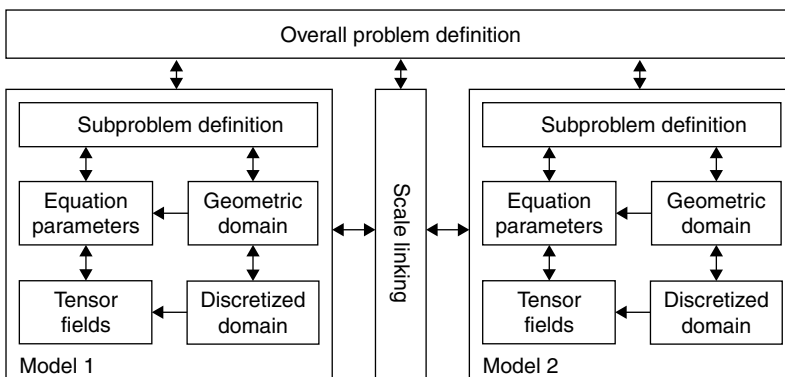 Overall problem definition
Subproblem definition
Equation
parameters
Geometric
domain
Tensor
fields
Discretized
domain
Model 1
Scale linking
Subproblem definition
Equation
parameters
Geometric
domain
Tensor
fields
Discretized
domain
Model 2